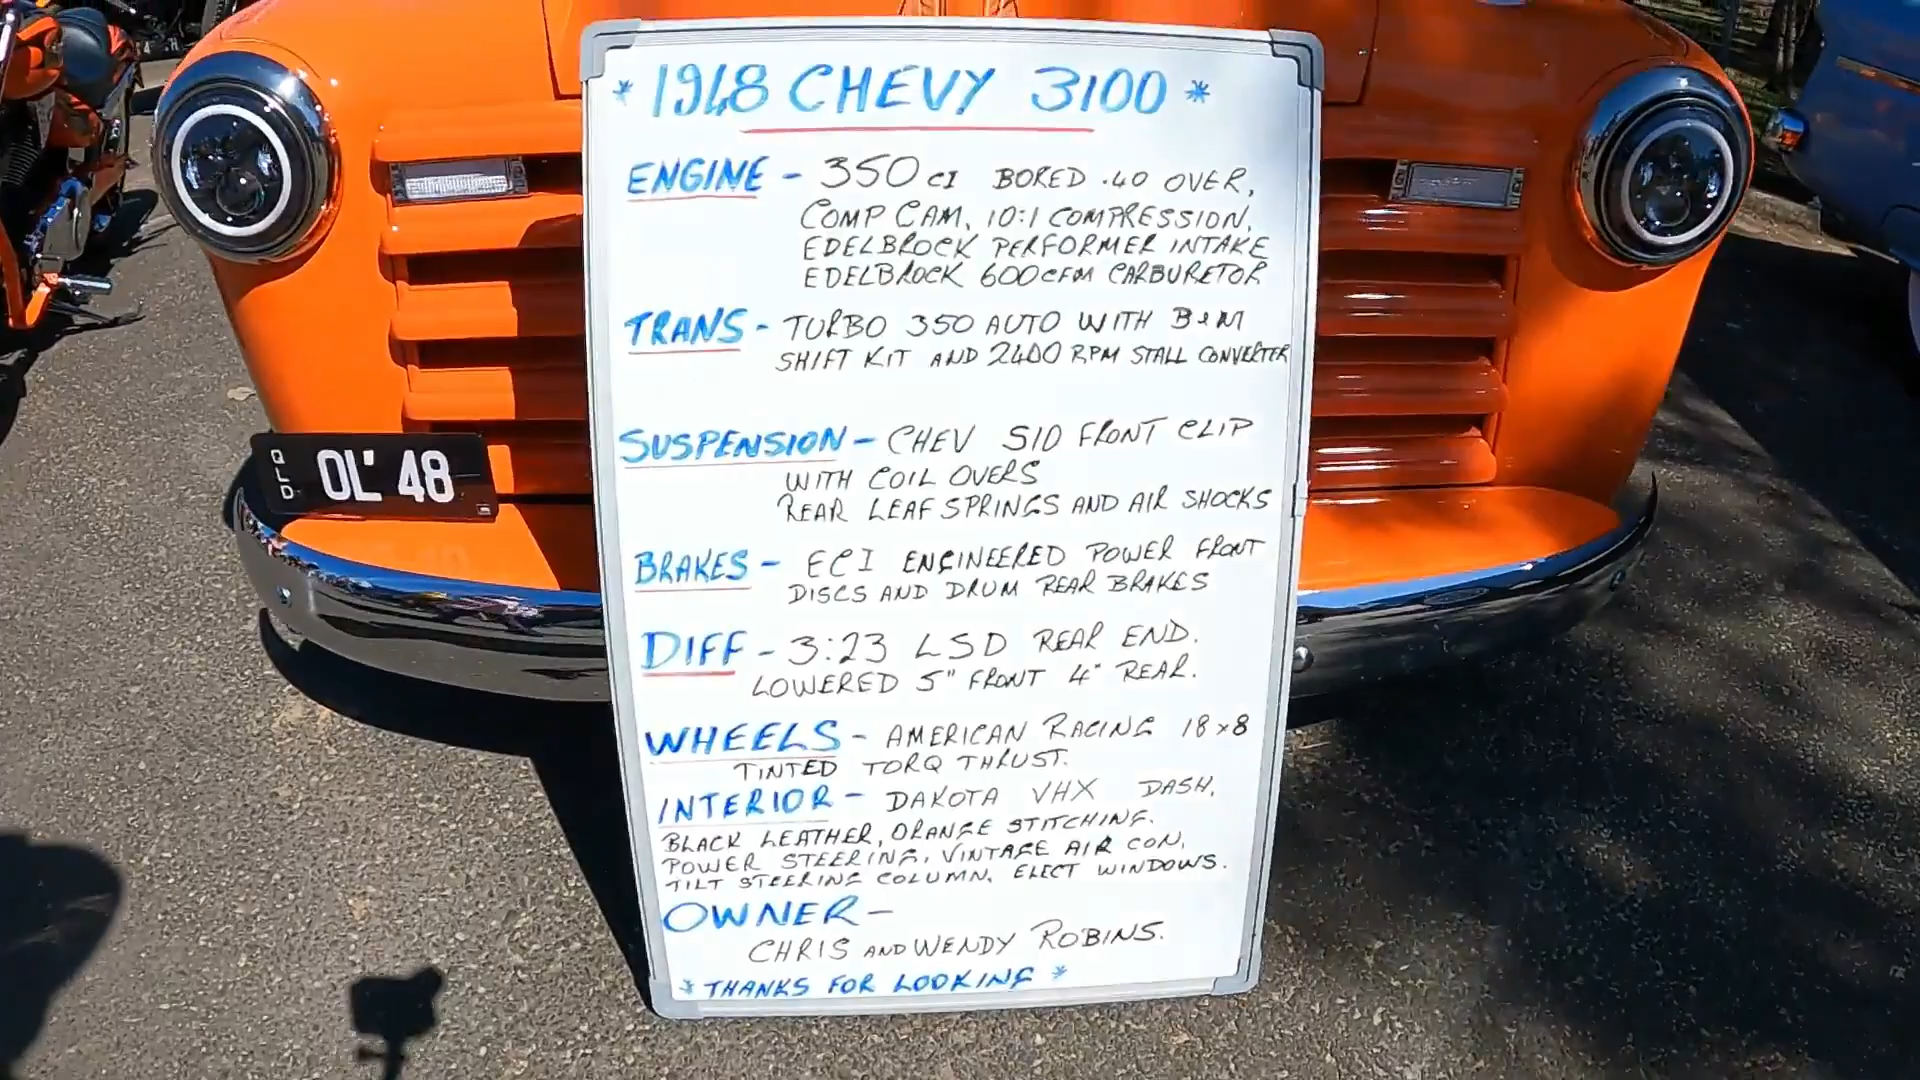 * 1948 CHEVY 3100 *
ENGINE - 350 CI BORED .40 OVER,
COMP CAM, 10:1 COMPRESSION,
EDELBROCK PERFORMER INTAKE
EDELBROCK 600CFM CARBURETOR
TRANS - TURBO 350 AUTO WITH B&M
SHIFT KIT AND 2400 RPM STALL CONVERTER
SUSPENSION - CHEV S10 FRONT CLIP
WITH COIL OVERS
REAR LEAF SPRINGS AND AIR SHOCKS
BRAKES - ECI ENGINEERED POWER FRONT
DISCS AND DRUM REAR BRAKES
DIFF - 3:23 LSD REAR END.
LOWERED 5" FRONT 4" REAR.
WHEELS - AMERICAN RACING 18x8
TINTED TORQ THRUST.
INTERIOR - DAKOTA VHX DASH,
BLACK LEATHER, ORANGE STITCHING.
POWER STEERING, VINTAGE AIR CON,
TILT STEERING COLUMN, ELECT WINDOWS.
OWNER -
CHRIS AND WENDY ROBINS.
* THANKS FOR LOOKING *
QLD OL' 48